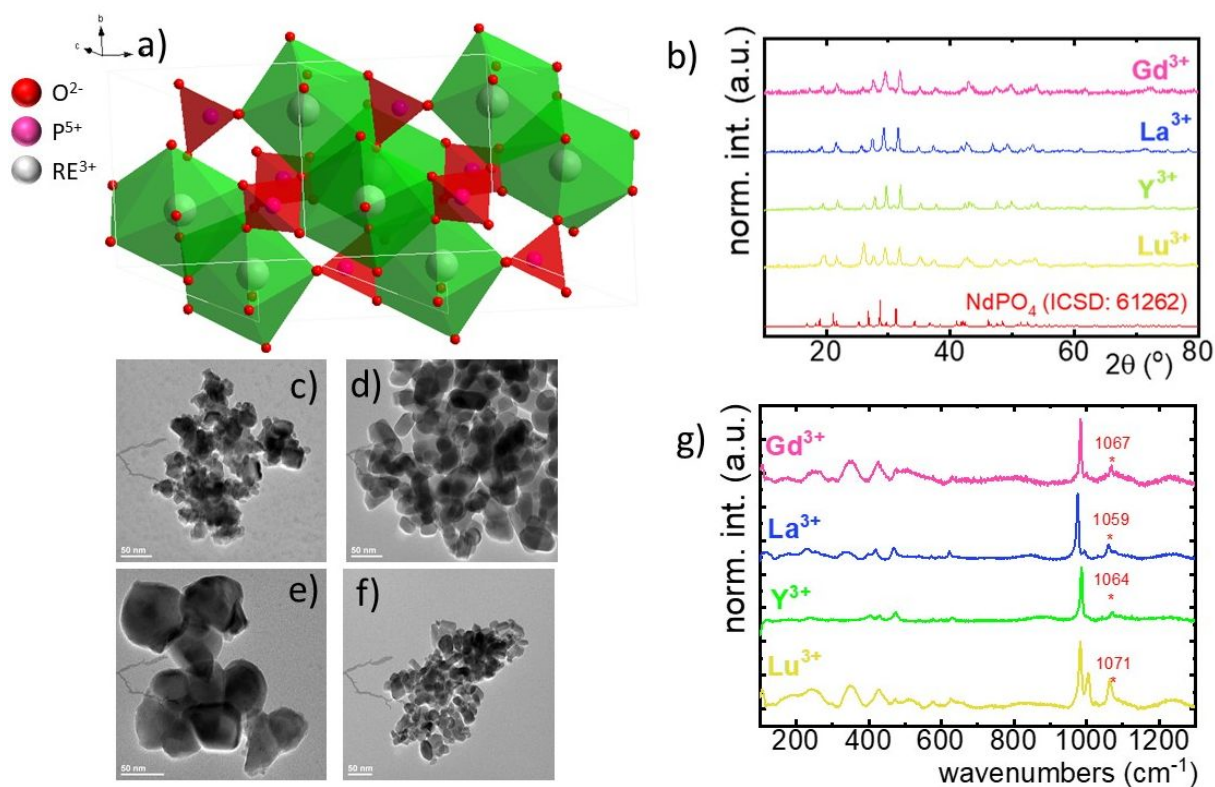 a)
b
c
O²⁻
P⁵⁺
RE³⁺
b)
norm. int. (a.u.)
Gd³⁺
La³⁺
Y³⁺
Lu³⁺
NdPO₄ (ICSD: 61262)
20 40 60 80
2θ (°)
c)
50 nm
d)
50 nm
e)
50 nm
f)
50 nm
g)
norm. int. (a.u.)
Gd³⁺
1067
*
La³⁺
1059
*
Y³⁺
1064
*
Lu³⁺
1071
*
200 400 600 800 1000 1200
wavenumbers (cm⁻¹)